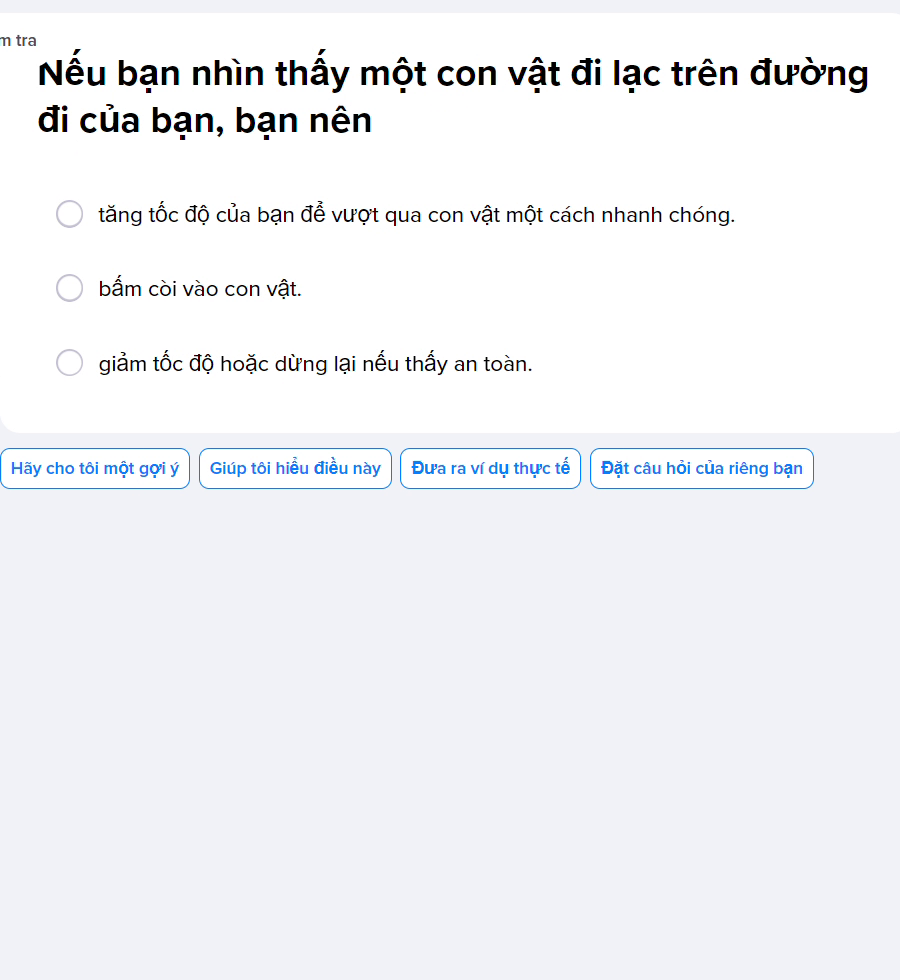 m tra
Nếu bạn nhìn thấy một con vật đi lạc trên đường
đi của bạn, bạn nên
tăng tốc độ của bạn để vượt qua con vật một cách nhanh chóng.
bấm còi vào con vật.
giảm tốc độ hoặc dừng lại nếu thấy an toàn.
Hãy cho tôi một gợi ý Giúp tôi hiểu điều này Đưa ra ví dụ thực tế Đặt câu hỏi của riêng bạn